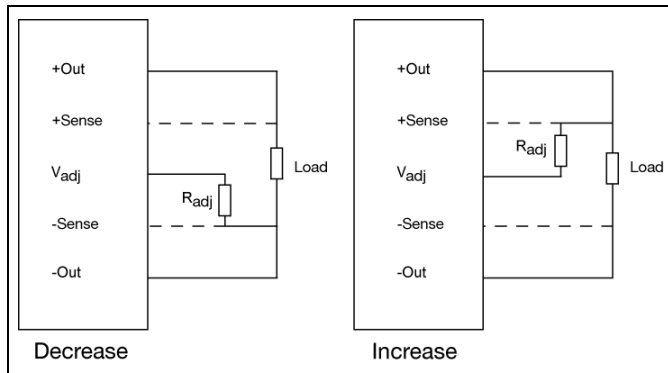 +Out
+Sense
Vadj
Radj
Load
-Sense
-Out
Decrease
+Out
+Sense
Radj
Vadj
Load
-Sense
-Out
Increase